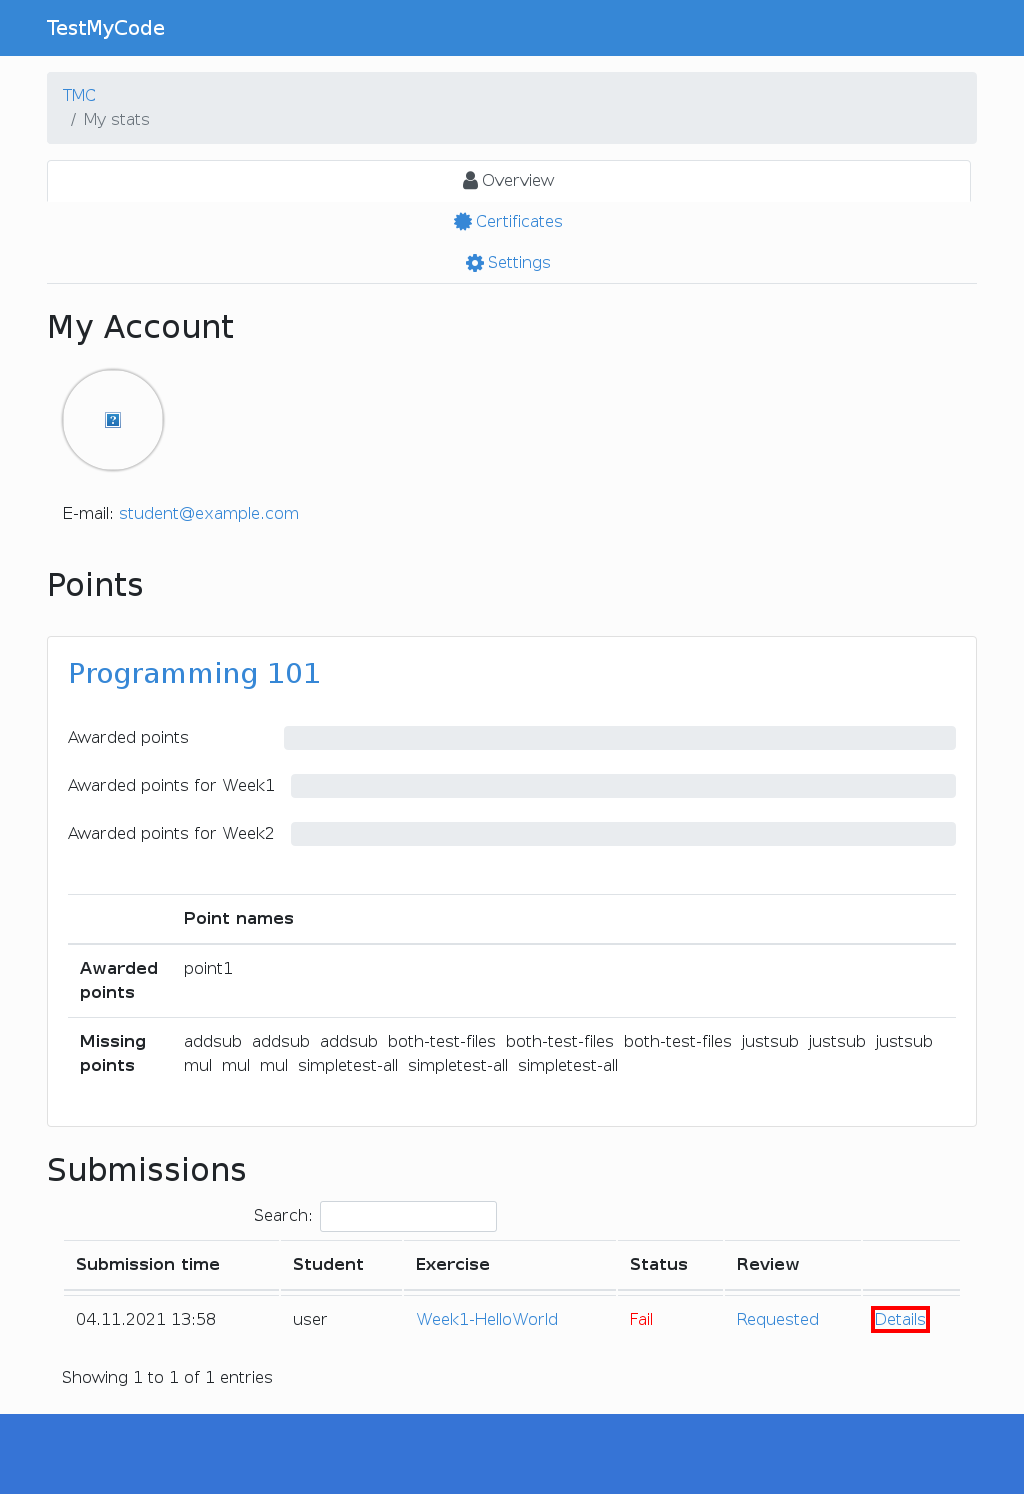 TestMyCode
TMC
/ My stats
Overview
Certificates
Settings
My Account
?
E-mail: student@example.com
Points
Programming 101
Awarded points
Awarded points for Week1
Awarded points for Week2
Point names
Awarded points
point1
Missing points
addsub addsub addsub both-test-files both-test-files both-test-files justsub justsub justsub
mul mul mul simpletest-all simpletest-all simpletest-all
Submissions
Search:
Submission time Student Exercise Status Review
04.11.2021 13:58 user Week1-HelloWorld Fail Requested Details
Showing 1 to 1 of 1 entries